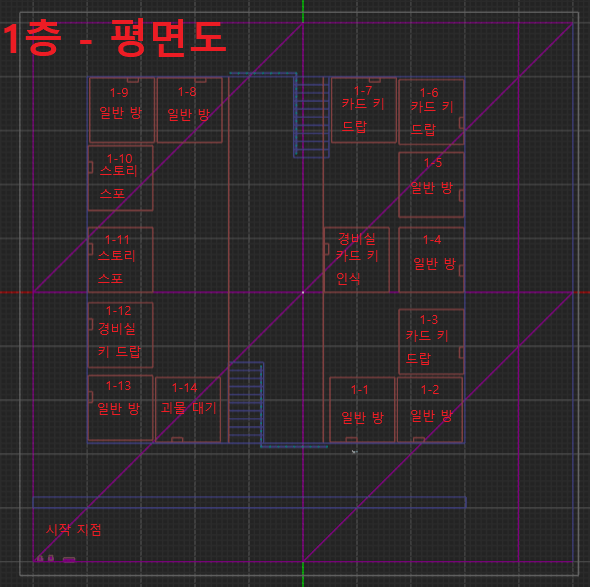 1층 - 평면도
1-9
일반 방
1-8
일반 방
1-7
카드 키
드랍
1-6
카드 키
드랍
1-10
스토리
스포
1-5
일반 방
1-11
스토리
스포
경비실
카드 키
인식
1-4
일반 방
1-12
경비실
키 드랍
1-3
카드 키
드랍
1-13
일반 방
1-14
괴물 대기
1-1
일반 방
1-2
일반 방
시작 지점